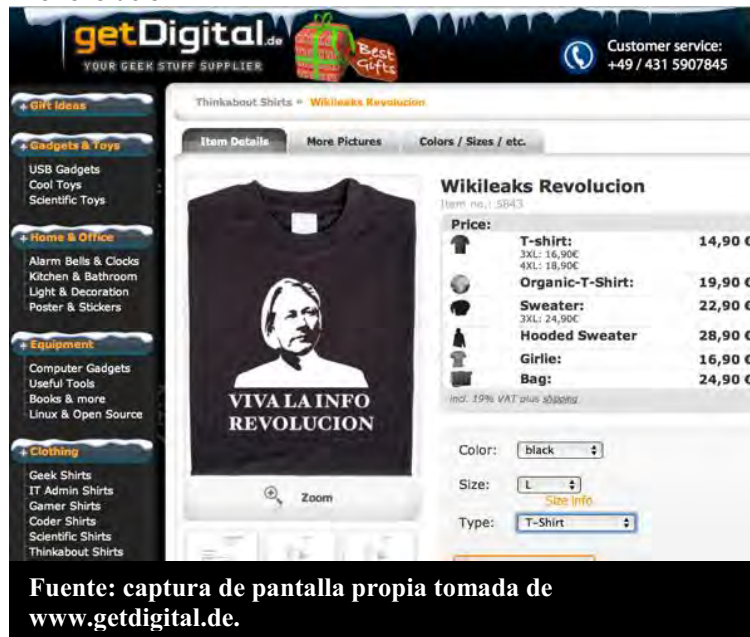 getDigital.de
YOUR GEEK STUFF SUPPLIER
Best
Gifts
Customer service:
+49 / 431 5907845
+ Gift Ideas
+ Gadgets & Toys
USB Gadgets
Cool Toys
Scientific Toys
+ Home & Office
Alarm Bells & Clocks
Kitchen & Bathroom
Light & Decoration
Poster & Stickers
+ Equipment
Computer Gadgets
Useful Tools
Books & more
Linux & Open Source
+ Clothing
Geek Shirts
IT Admin Shirts
Gamer Shirts
Coder Shirts
Scientific Shirts
Thinkabout Shirts
Thinkabout Shirts » Wikileaks Revolucion
Item Details More Pictures Colors / Sizes / etc.
VIVA LA INFO
REVOLUCION
Zoom
Wikileaks Revolucion
Item no.: 5843
Price:
T-shirt: 14,90 €
3XL: 16,90€
4XL: 18,90€
Organic-T-Shirt: 19,90 €
Sweater: 22,90 €
3XL: 24,90€
Hooded Sweater 28,90 €
Girlie: 16,90 €
Bag: 24,90 €
incl. 19% VAT plus shipping
Color: black
Size: L
Size info
Type: T-Shirt
Fuente: captura de pantalla propia tomada de
www.getdigital.de.